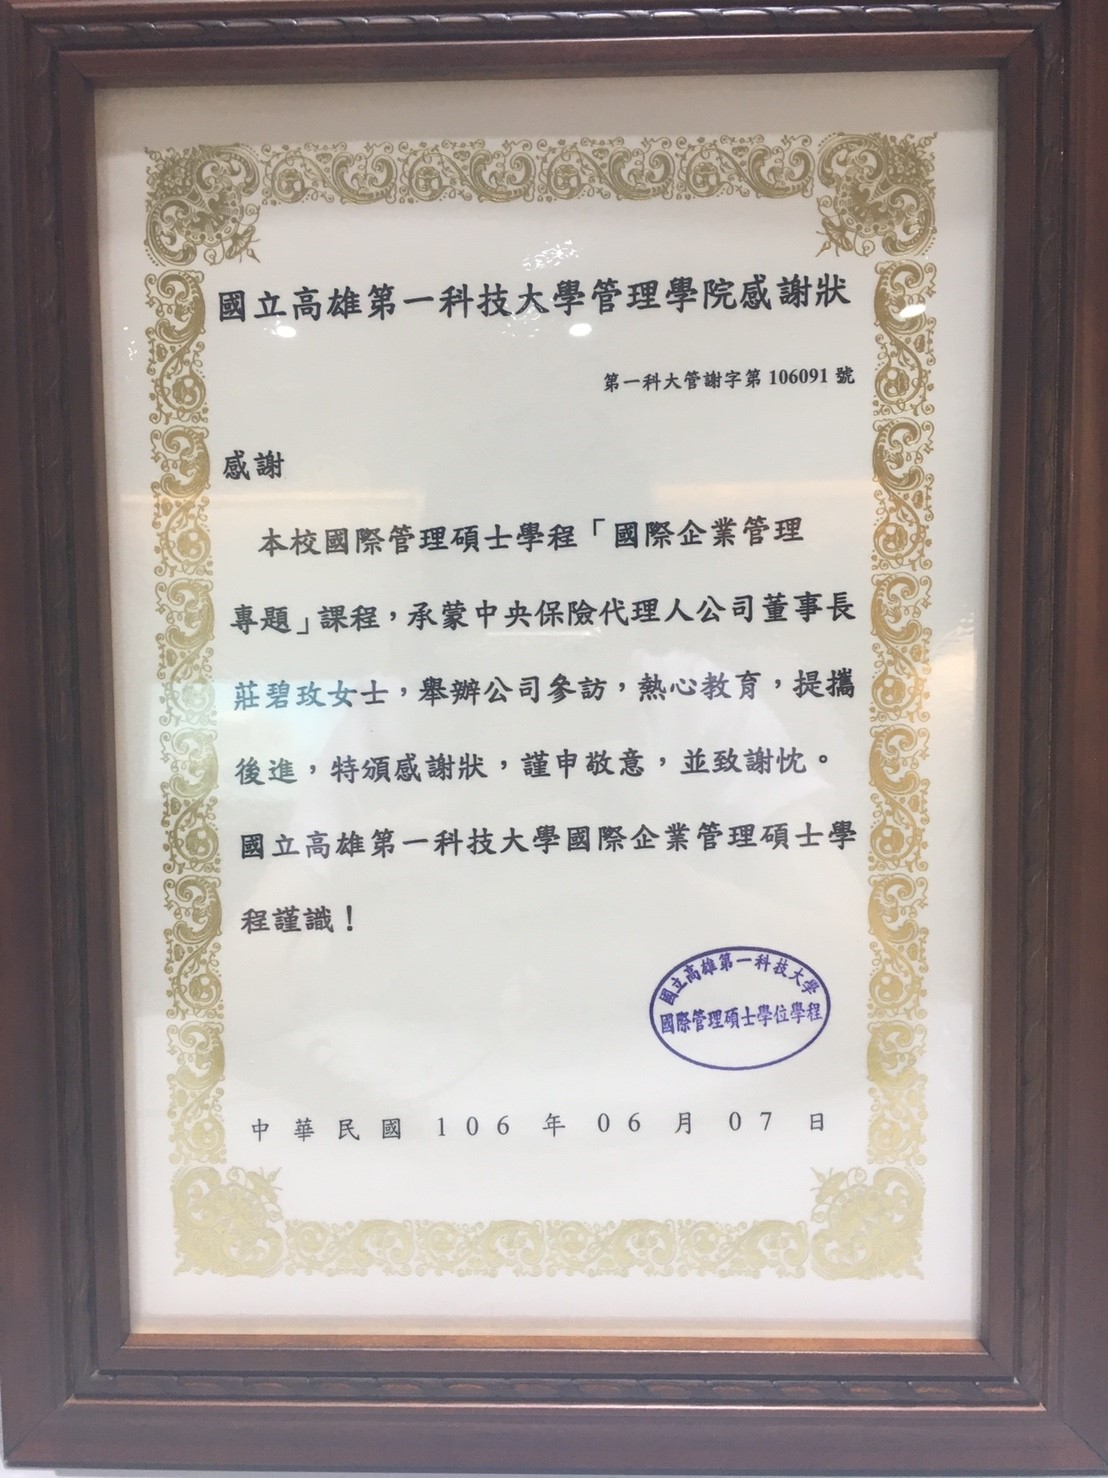 國立高雄第一科技大學管理學院感謝狀
第一科大管謝字第 106091 號
感謝
本校國際管理碩士學程「國際企業管理
專題」課程，承蒙中央保險代理人公司董事長
莊碧玫女士，舉辦公司參訪，熱心教育，提攜
後進，特頒感謝狀，謹申敬意，並致謝忱。
國立高雄第一科技大學國際企業管理碩士學
程謹識！
國立高雄第一科技大學
國際管理碩士學位學程
中華民國 106 年 06 月 07 日